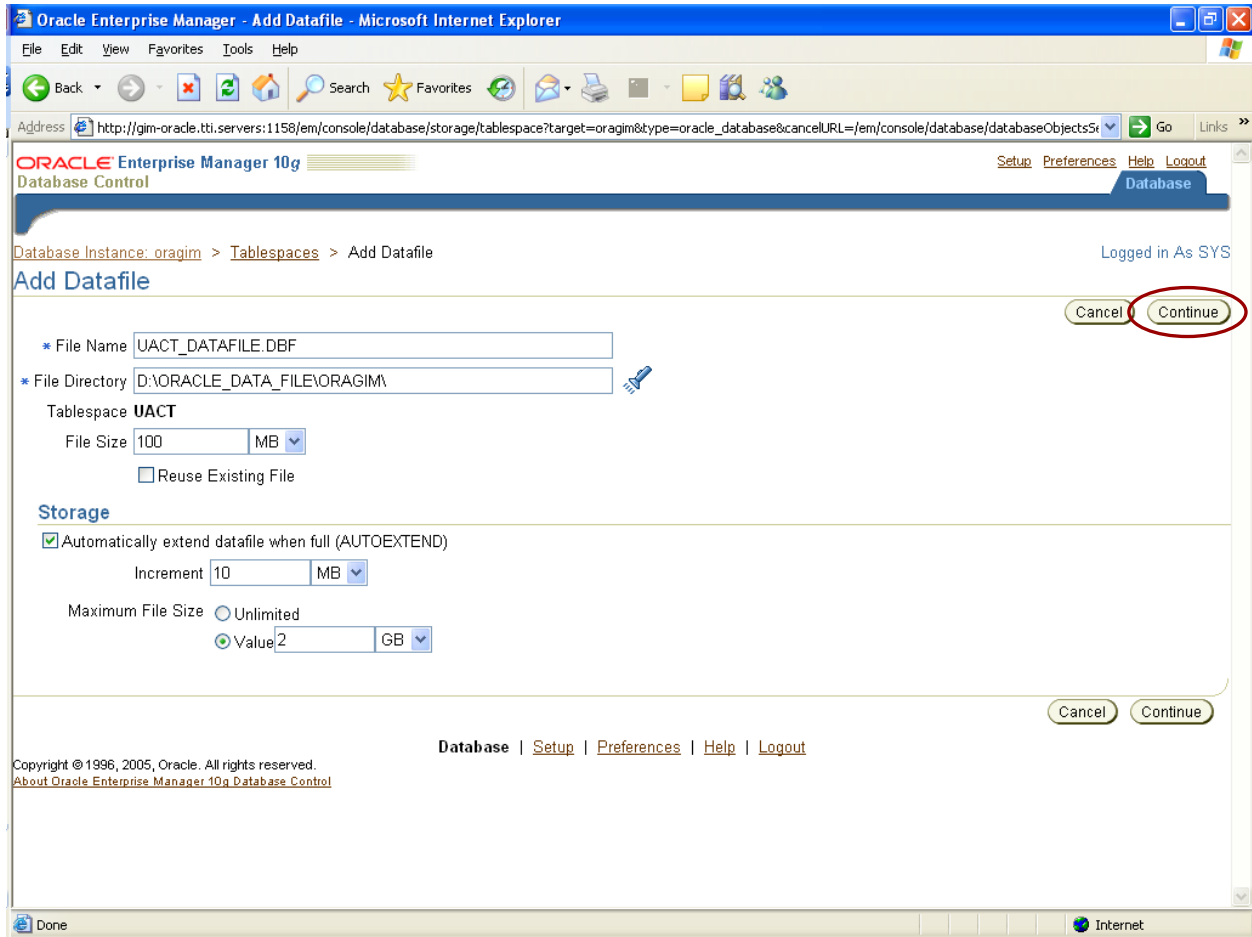 Oracle Enterprise Manager - Add Datafile - Microsoft Internet Explorer
File Edit View Favorites Tools Help
Back Search Favorites
Address http://gim-oracle.tti.servers:1158/em/console/database/storage/tablespace?target=oragim&type=oracle_database&cancelURL=/em/console/database/databaseObjectsSe Go Links »
ORACLE Enterprise Manager 10g
Setup Preferences Help Logout
Database Control
Database
Database Instance: oragim > Tablespaces > Add Datafile
Logged in As SYS
Add Datafile
Cancel Continue
* File Name UACT_DATAFILE.DBF
* File Directory D:\ORACLE_DATA_FILE\ORAGIM\
Tablespace UACT
File Size 100 MB
Reuse Existing File
Storage
Automatically extend datafile when full (AUTOEXTEND)
Increment 10 MB
Maximum File Size Unlimited
Value 2 GB
Cancel Continue
Database | Setup | Preferences | Help | Logout
Copyright © 1996, 2005, Oracle. All rights reserved.
About Oracle Enterprise Manager 10g Database Control
Done Internet